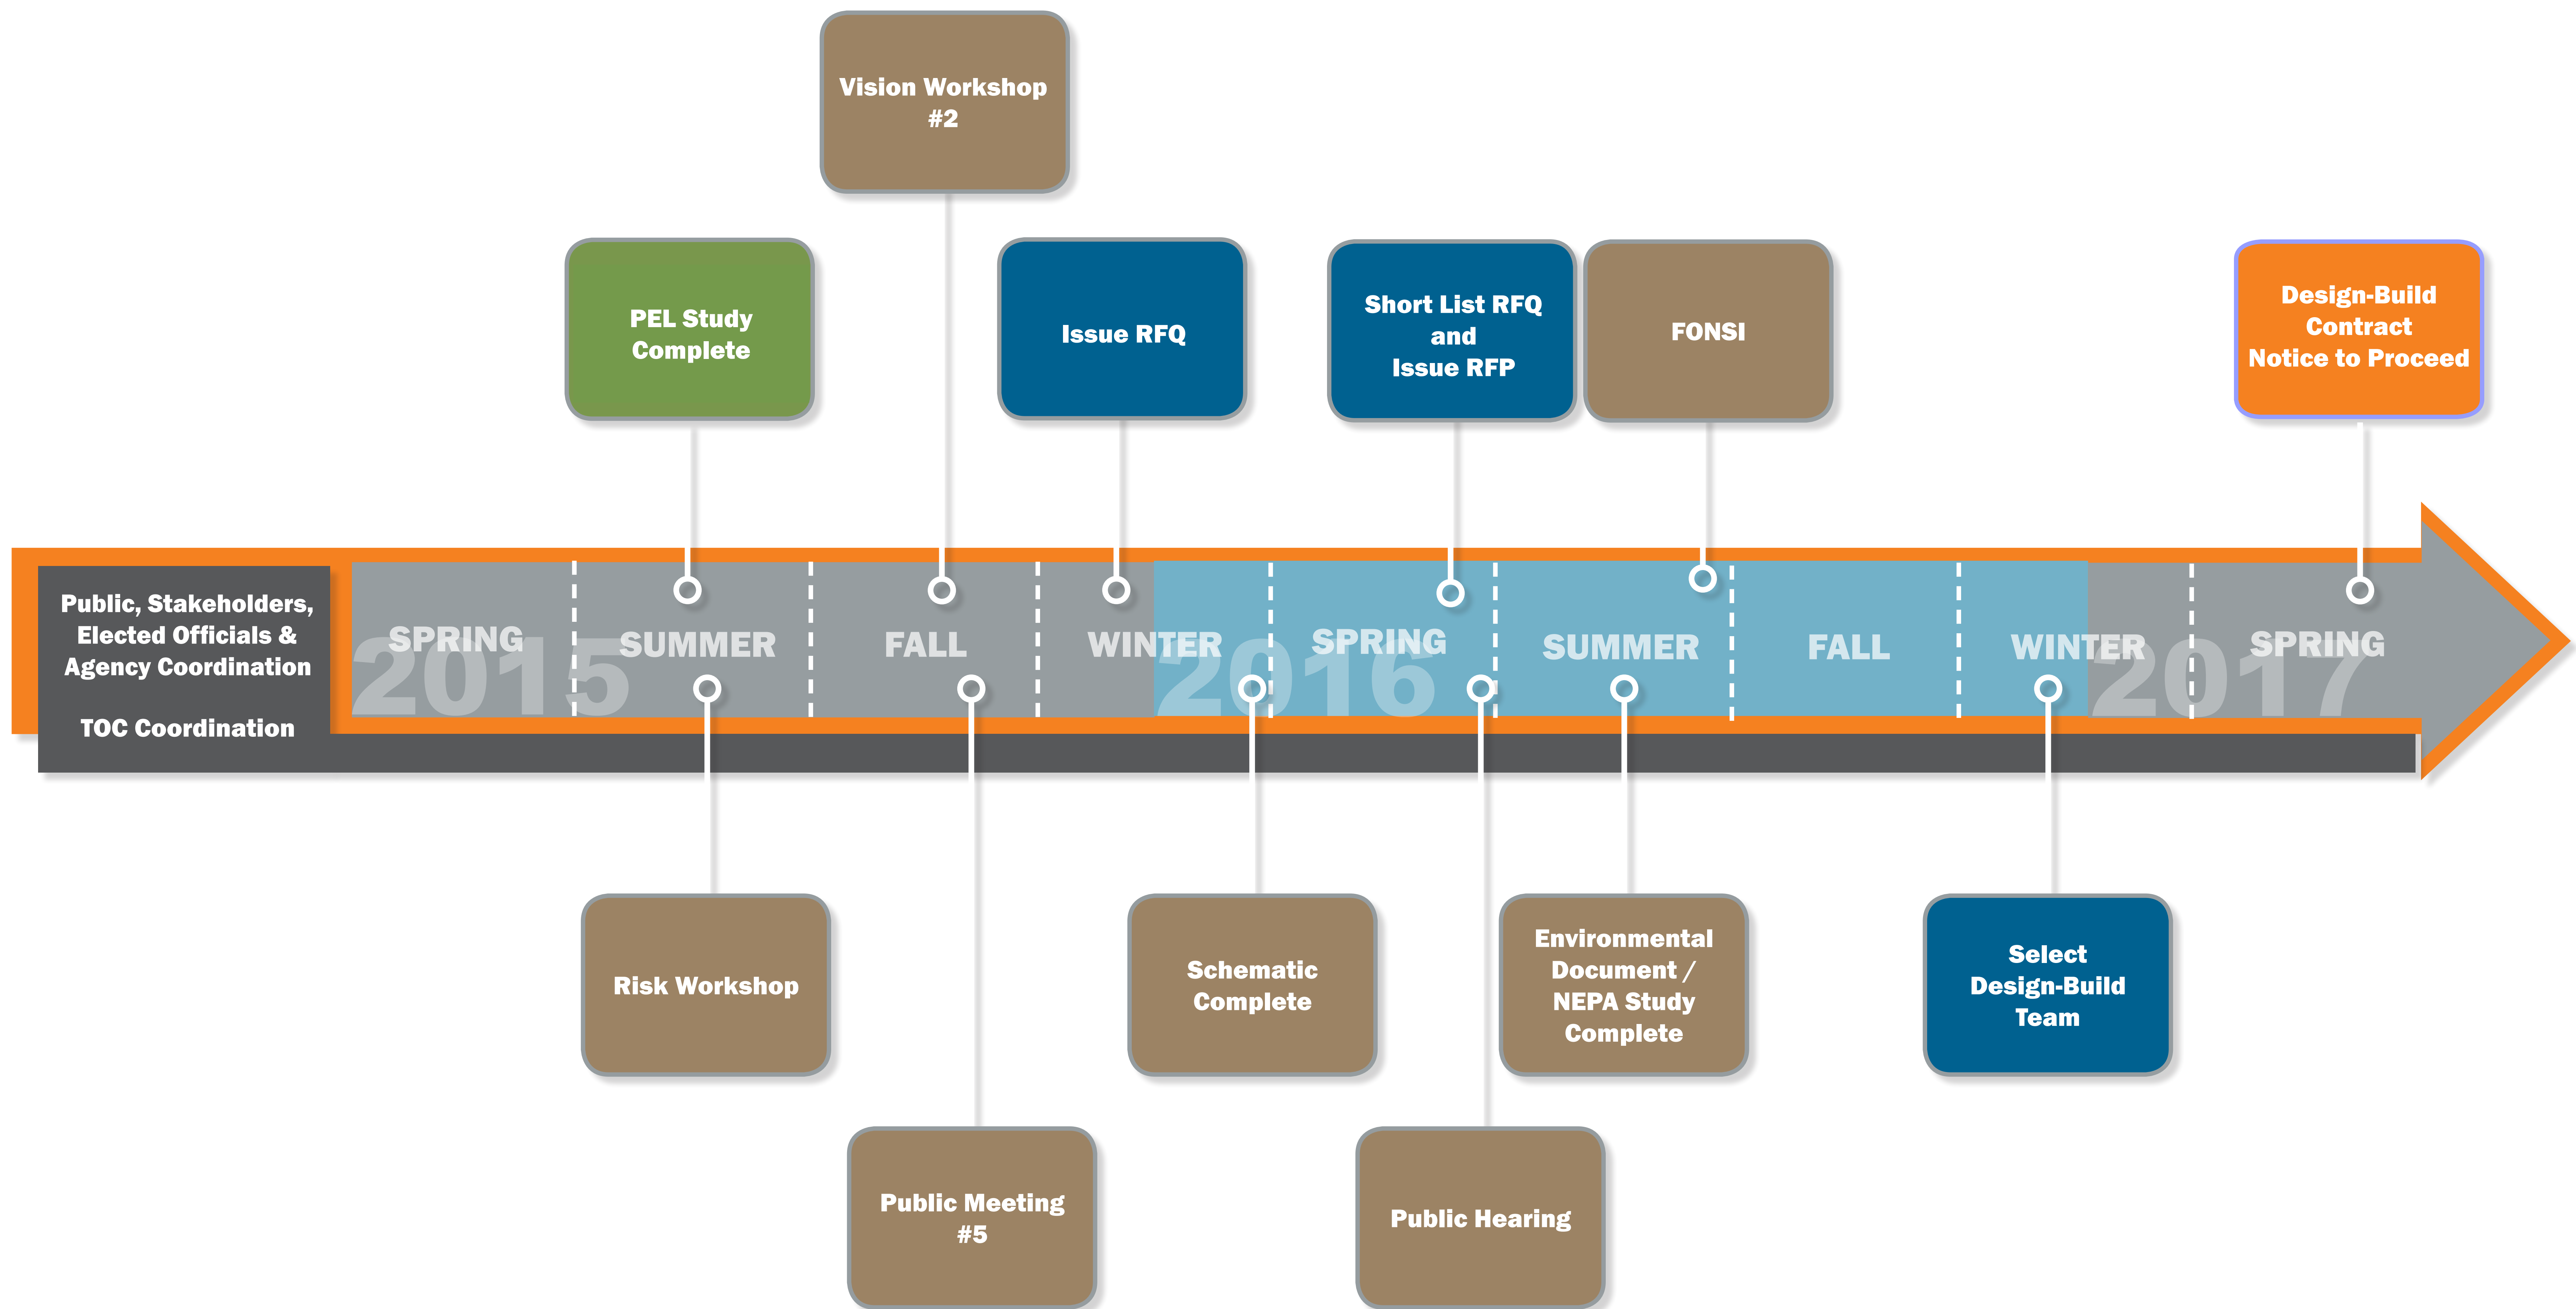 Vision Workshop
#2
PEL Study
Complete
Issue RFQ
Short List RFQ
and
Issue RFP
FONSI
Design-Build
Contract
Notice to Proceed
Public, Stakeholders,
Elected Officials &
Agency Coordination
TOC Coordination
SPRING
SUMMER
FALL
WINTER
SPRING
SUMMER
FALL
WINTER
SPRING
2015
2016
2017
Risk Workshop
Schematic
Complete
Environmental
Document /
NEPA Study
Complete
Select
Design-Build
Team
Public Meeting
#5
Public Hearing